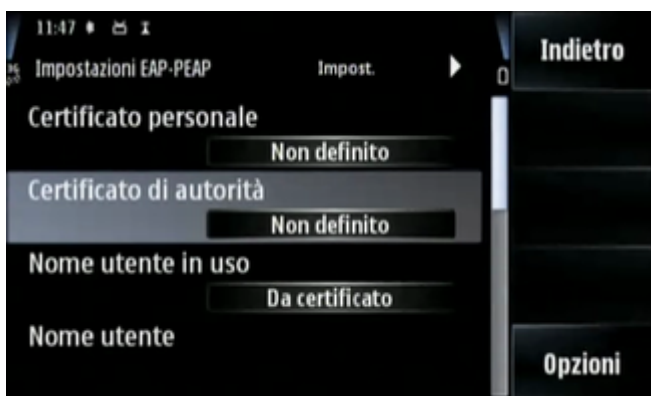 11:47
Impostazioni EAP-PEAP
Impost.
Indietro
Certificato personale
Non definito
Certificato di autorità
Non definito
Nome utente in uso
Da certificato
Nome utente
Opzioni